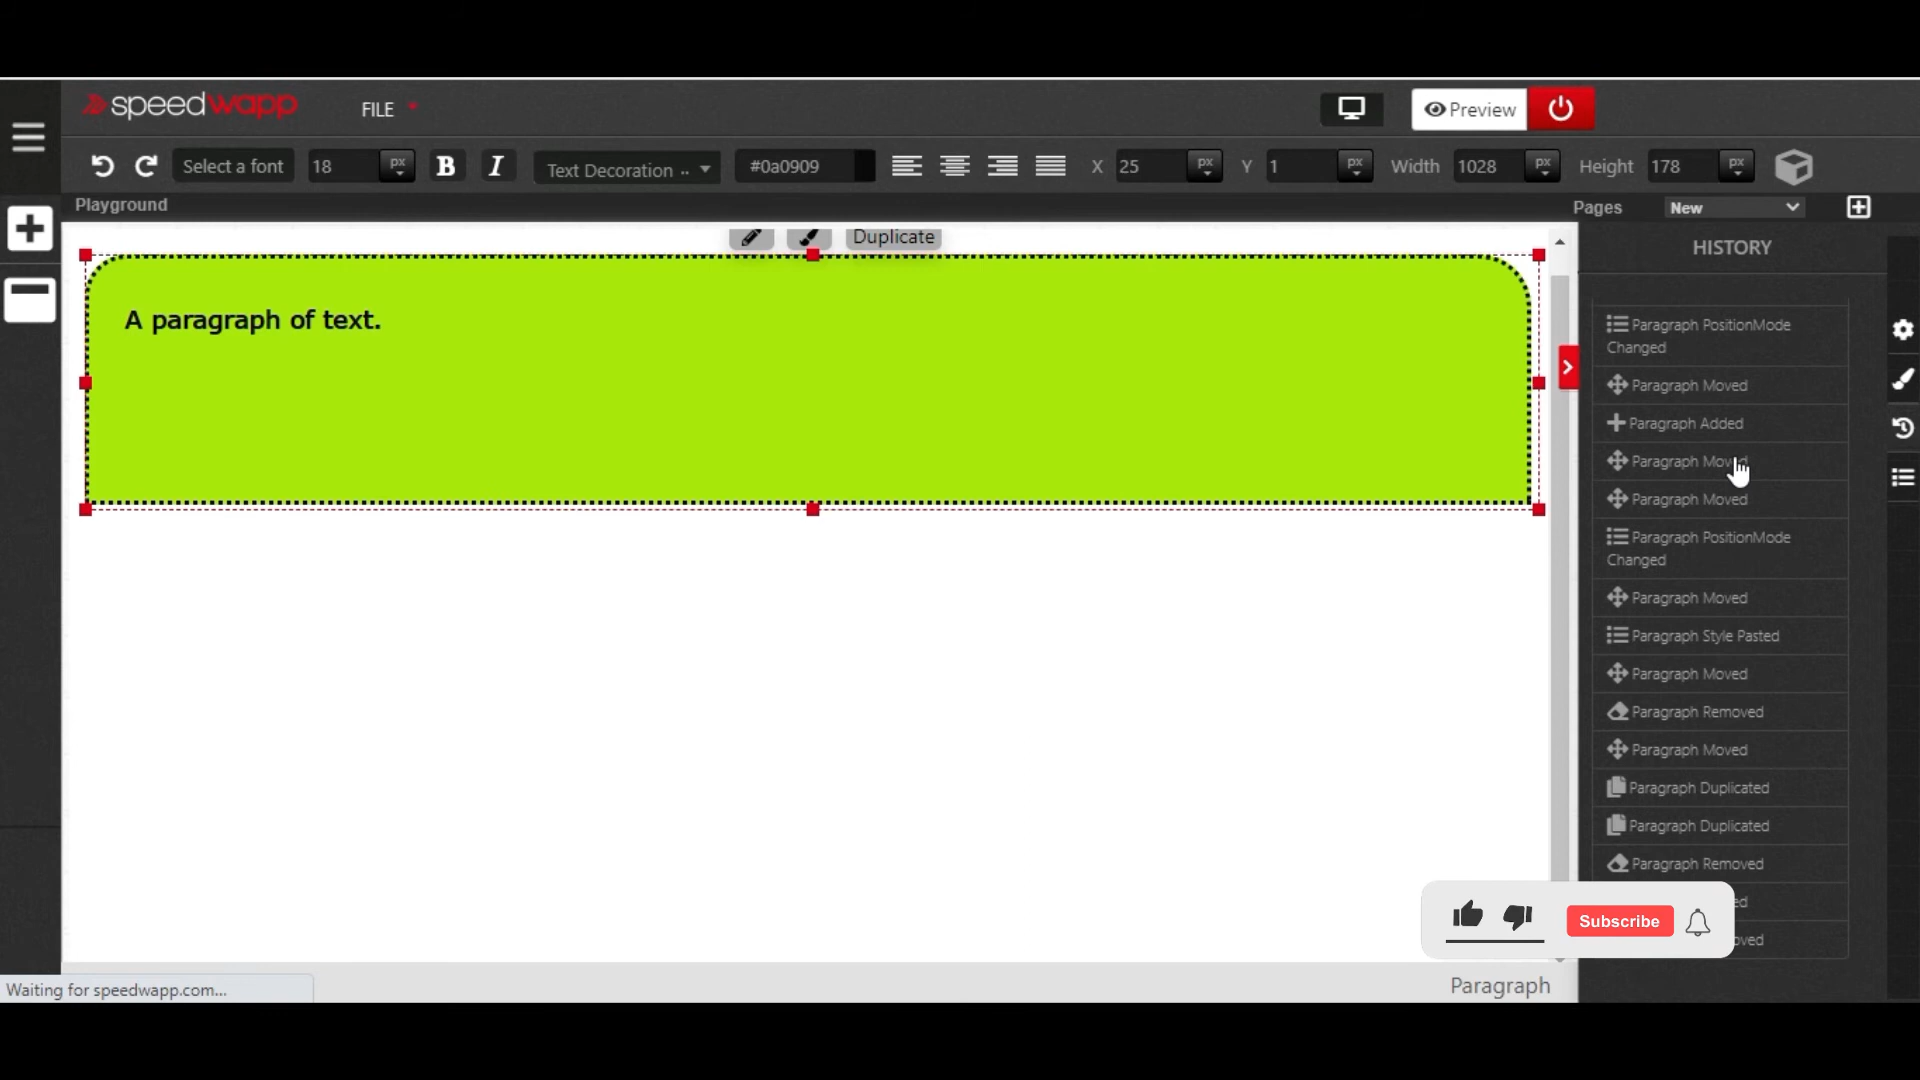 speedwapp
FILE *
Preview
Select a font
18
px
B
I
Text Decoration ..
#0a0909
X
25
px
Y
1
px
Width
1028
px
Height
178
px
Playground
Pages
New
Duplicate
HISTORY
A paragraph of text.
Paragraph PositionMode
Changed
Paragraph Moved
Paragraph Added
Paragraph Moved
Paragraph Moved
Paragraph PositionMode
Changed
Paragraph Moved
Paragraph Style Pasted
Paragraph Moved
Paragraph Removed
Paragraph Moved
Paragraph Duplicated
Paragraph Duplicated
Paragraph Removed
Subscribe
Waiting for speedwapp.com...
Paragraph